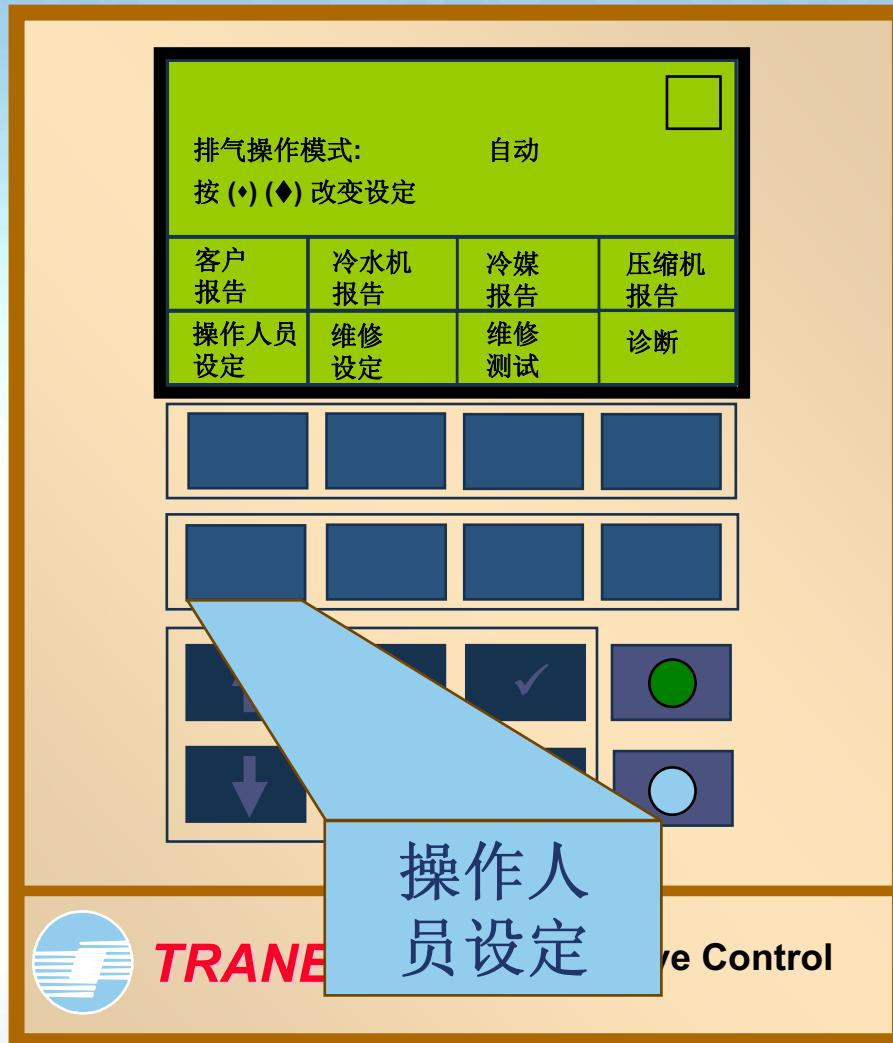 排气操作模式: 自动
按 (⬩) (♦) 改变设定
客户 冷水机 冷媒 压缩机
报告 报告 报告 报告
操作人员 维修 维修 诊断
设定 设定 测试
操作人
员设定
TRANE Control